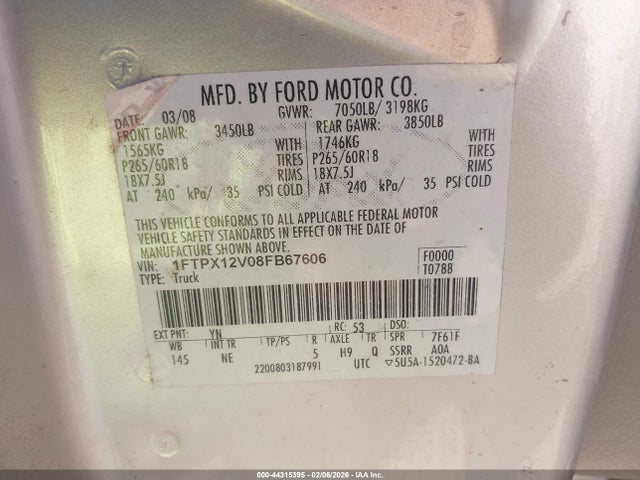 MFD. BY FORD MOTOR CO.
DATE: 03/08 GVWR: 7050LB/ 3198KG
FRONT GAWR: 3450LB REAR GAWR: 3850LB
1565KG WITH 1746KG WITH
P265/60R18 TIRES P265/60R18 TIRES
18X7.5J RIMS 18X7.5J RIMS
AT 240 kPa/ 35 PSI COLD AT 240 kPa/ 35 PSI COLD
THIS VEHICLE CONFORMS TO ALL APPLICABLE FEDERAL MOTOR
VEHICLE SAFETY STANDARDS IN EFFECT ON THE DATE OF
MANUFACTURE SHOWN ABOVE.
VIN: 1FTPX12V08FB67606 F0000
TYPE: Truck T0788
EXT PNT: YN RC: 53 DSO:
WB INT TR TP/PS R AXLE TR SPR 7F61F
145 NE 5 H9 Q SSRR A0A
2200803187991 UTC ▽5U5A-1520472-BA
000-44315395 - 02/06/2026 - IAA Inc.